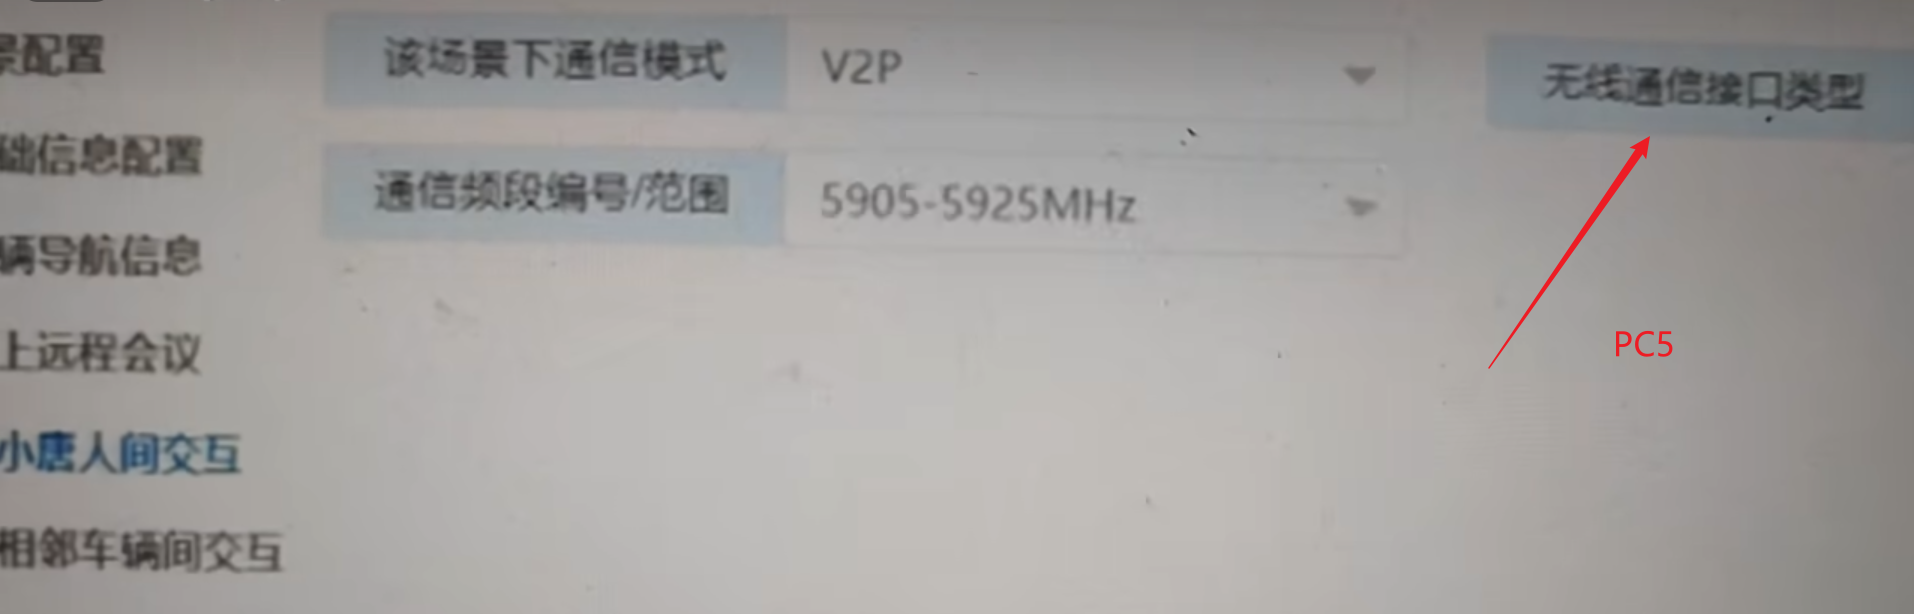 景配置
该场景下通信模式 V2P 无线通信接口类型
础信息配置
通信频段编号/范围 5905-5925MHz
辆导航信息
上远程会议
PC5
小唐人间交互
相邻车辆间交互